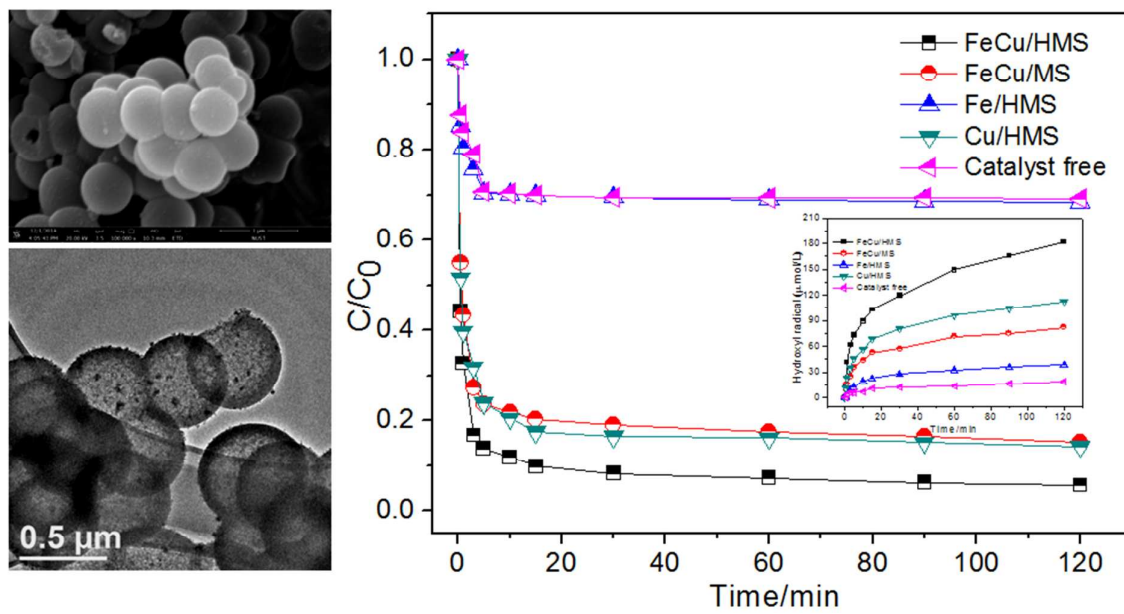 0.5 μm
C/C0
1.0
0.8
0.6
0.4
0.2
0.0
0
20
40
60
80
100
120
Time/min
FeCu/HMS
FeCu/MS
Fe/HMS
Cu/HMS
Catalyst free
Hydroxyl radical (μmol/L)
210
180
150
120
90
60
30
0
0
20
40
60
80
100
120
Time/min
FeCu/HMS
FeCu/MS
Fe/HMS
Cu/HMS
Catalyst free